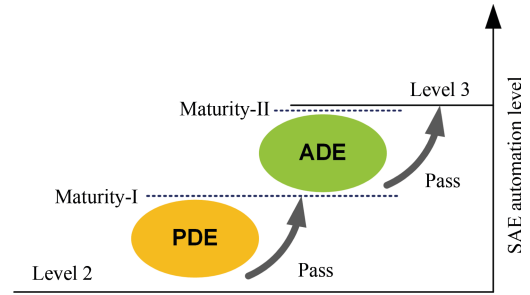 Level 3
Maturity-II
ADE
Pass
Maturity-I
PDE
Pass
Level 2
SAE automation level